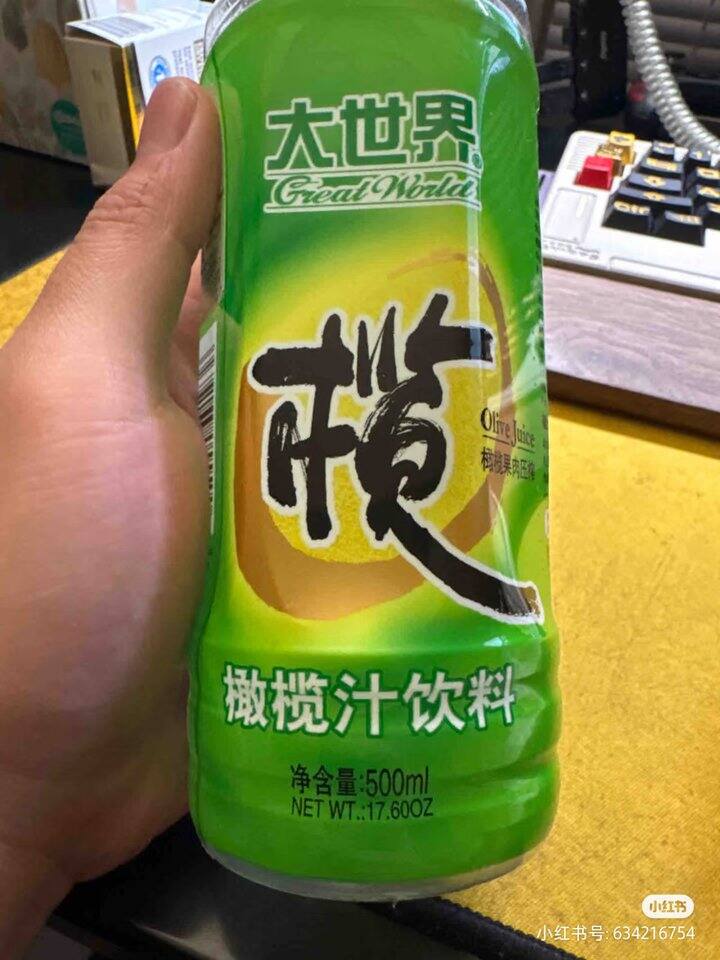 大世界®
Great World
榄
Olive Juice
橄榄果肉压榨
橄榄汁饮料
净含量:500ml
NET WT.:17.60OZ
小红书
小红书号: 634216754